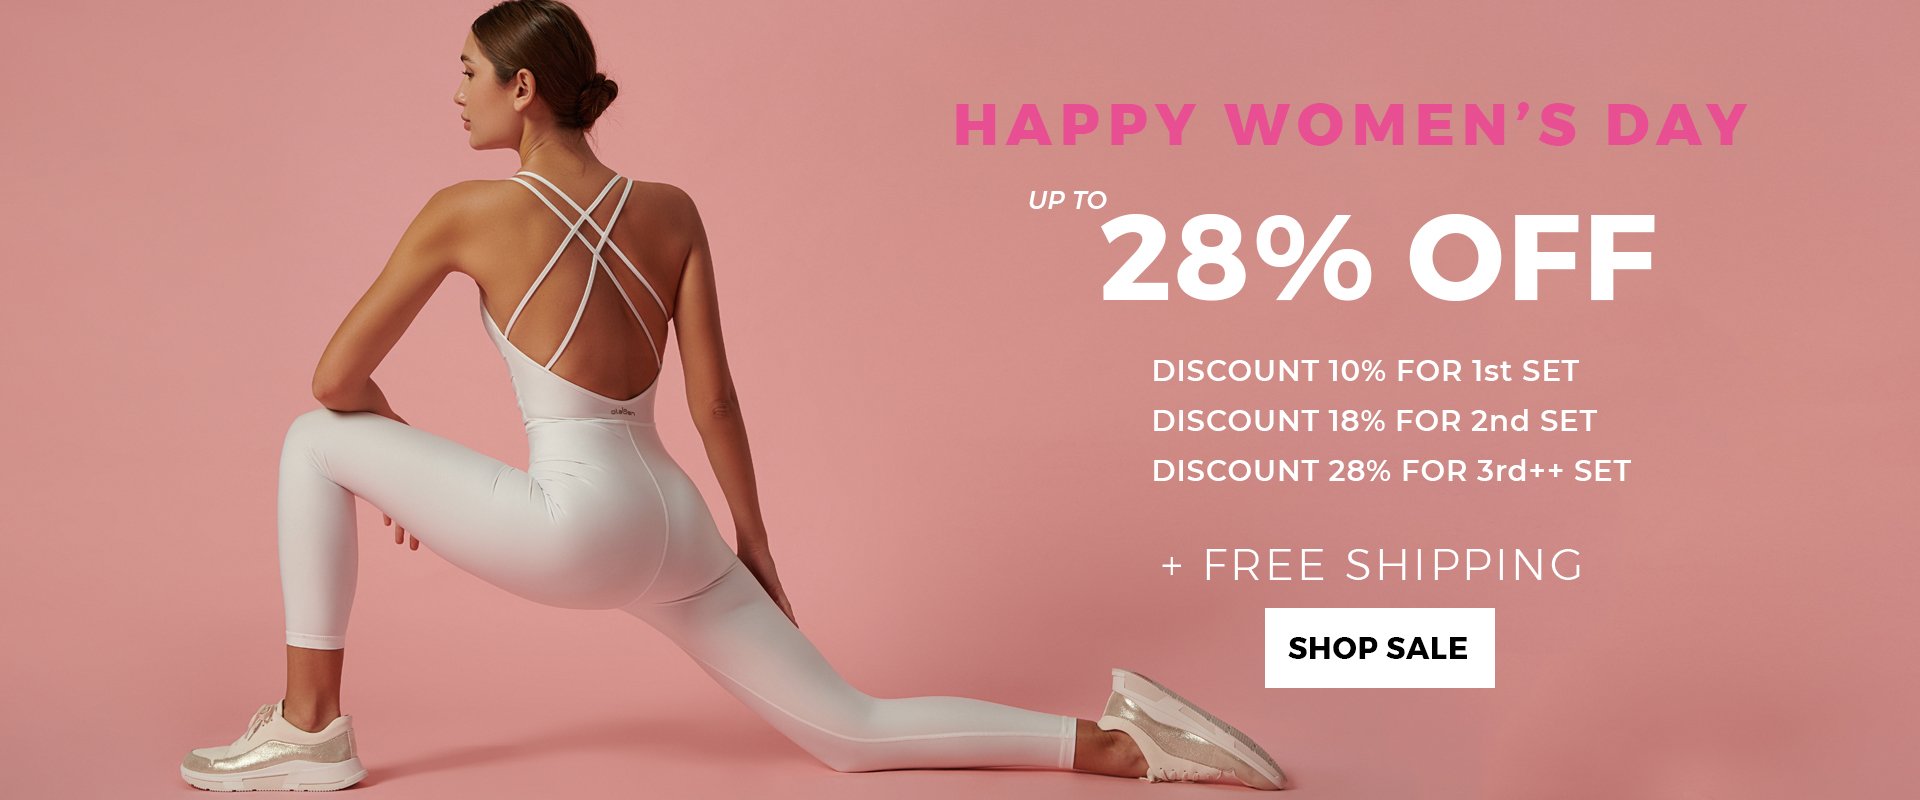 HAPPY WOMEN'S DAY
UP TO
28% OFF
DISCOUNT 10% FOR 1st SET
DISCOUNT 18% FOR 2nd SET
DISCOUNT 28% FOR 3rd++ SET
+ FREE SHIPPING
SHOP SALE
olaBen